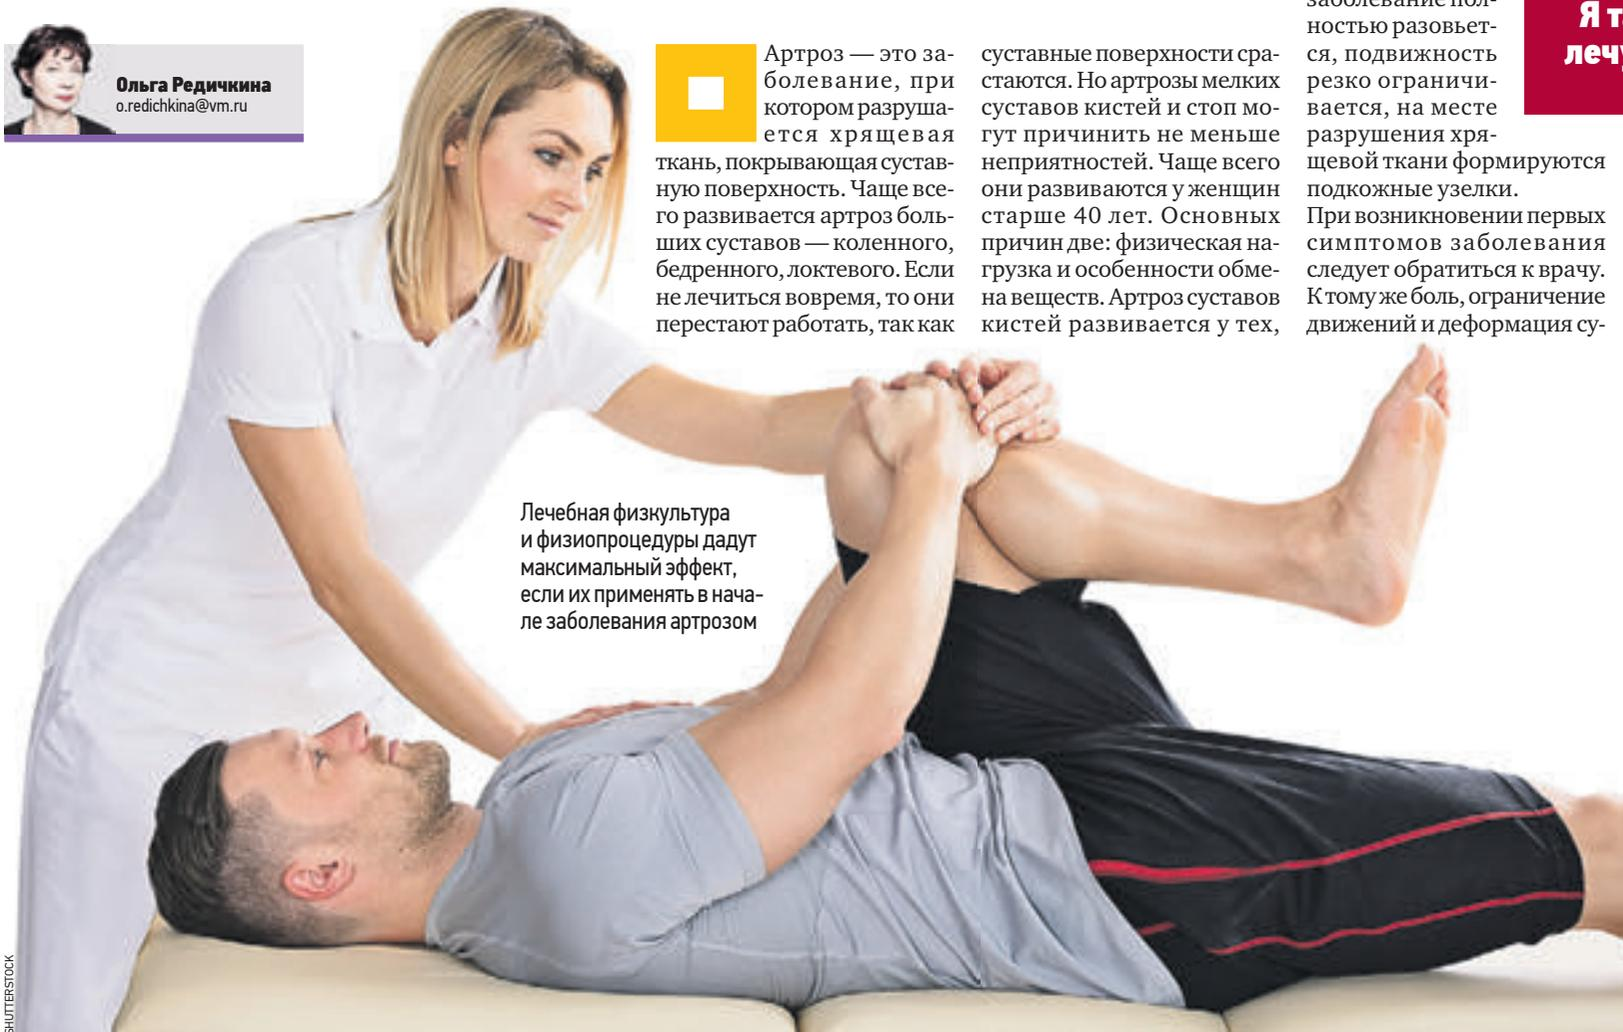 Ольга Редичкина
o.redichkina@vm.ru
Артроз — это за-
болевание, при
котором разруша-
ется хрящевая
ткань, покрывающая сустав-
ную поверхность. Чаще все-
го развивается артроз боль-
ших суставов — коленного,
бедренного, локтевого. Если
не лечиться вовремя, то они
перестают работать, так как
суставные поверхности сра-
стаются. Но артрозы мелких
суставов кистей и стоп мо-
гут причинить не меньше
неприятностей. Чаще всего
они развиваются у женщин
старше 40 лет. Основных
причин две: физическая на-
грузка и особенности обме-
на веществ. Артроз суставов
кистей развивается у тех,
заболевание пол-
ностью разовьет-
ся, подвижность
резко ограничи-
вается, на месте
разрушения хря-
щевой ткани формируются
подкожные узелки.
При возникновении первых
симптомов заболевания
следует обратиться к врачу.
К тому же боль, ограничение
движений и деформация су-
Я
Лечебная физкультура
и физиопроцедуры дадут
максимальный эффект,
если их применять в нача-
ле заболевания артрозом
SHUTTERSTOCK